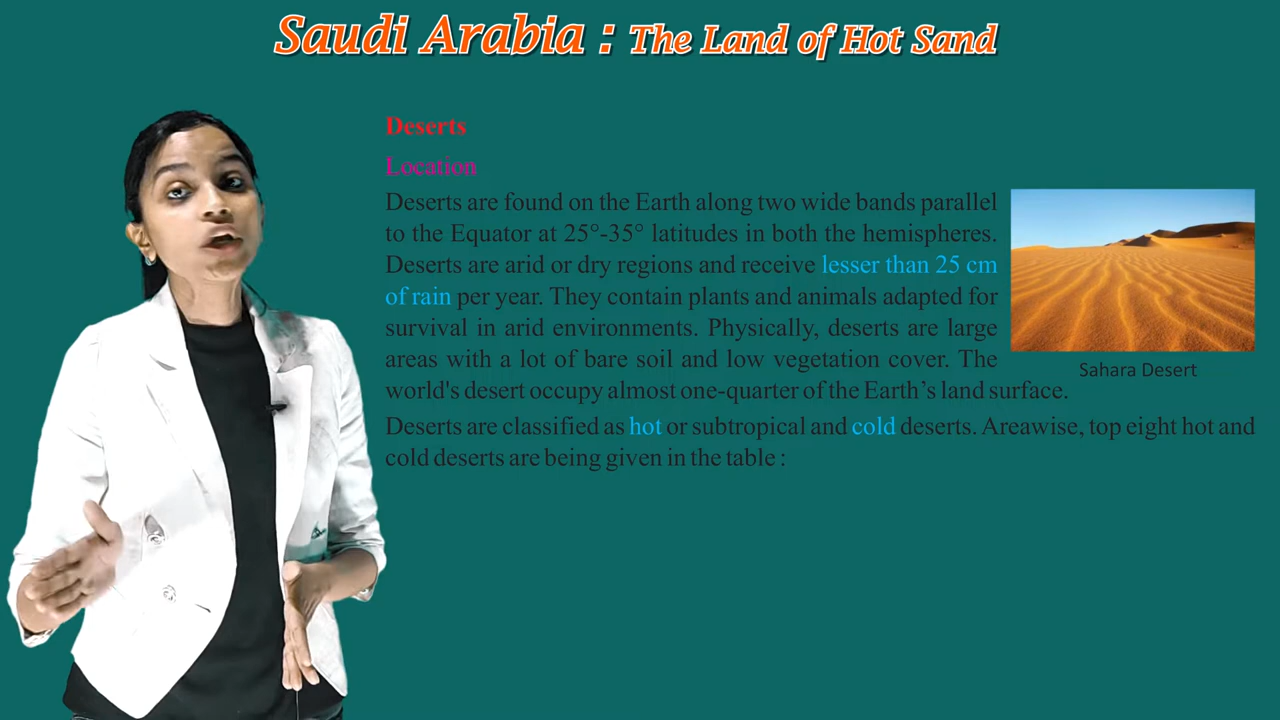 Saudi Arabia : The Land of Hot Sand
Deserts
Location
Deserts are found on the Earth along two wide bands parallel
to the Equator at 25°-35° latitudes in both the hemispheres.
Deserts are arid or dry regions and receive lesser than 25 cm
of rain per year. They contain plants and animals adapted for
survival in arid environments. Physically, deserts are large
areas with a lot of bare soil and low vegetation cover. The
world's desert occupy almost one-quarter of the Earth’s land surface.
Sahara Desert
Deserts are classified as hot or subtropical and cold deserts. Areawise, top eight hot and
cold deserts are being given in the table :